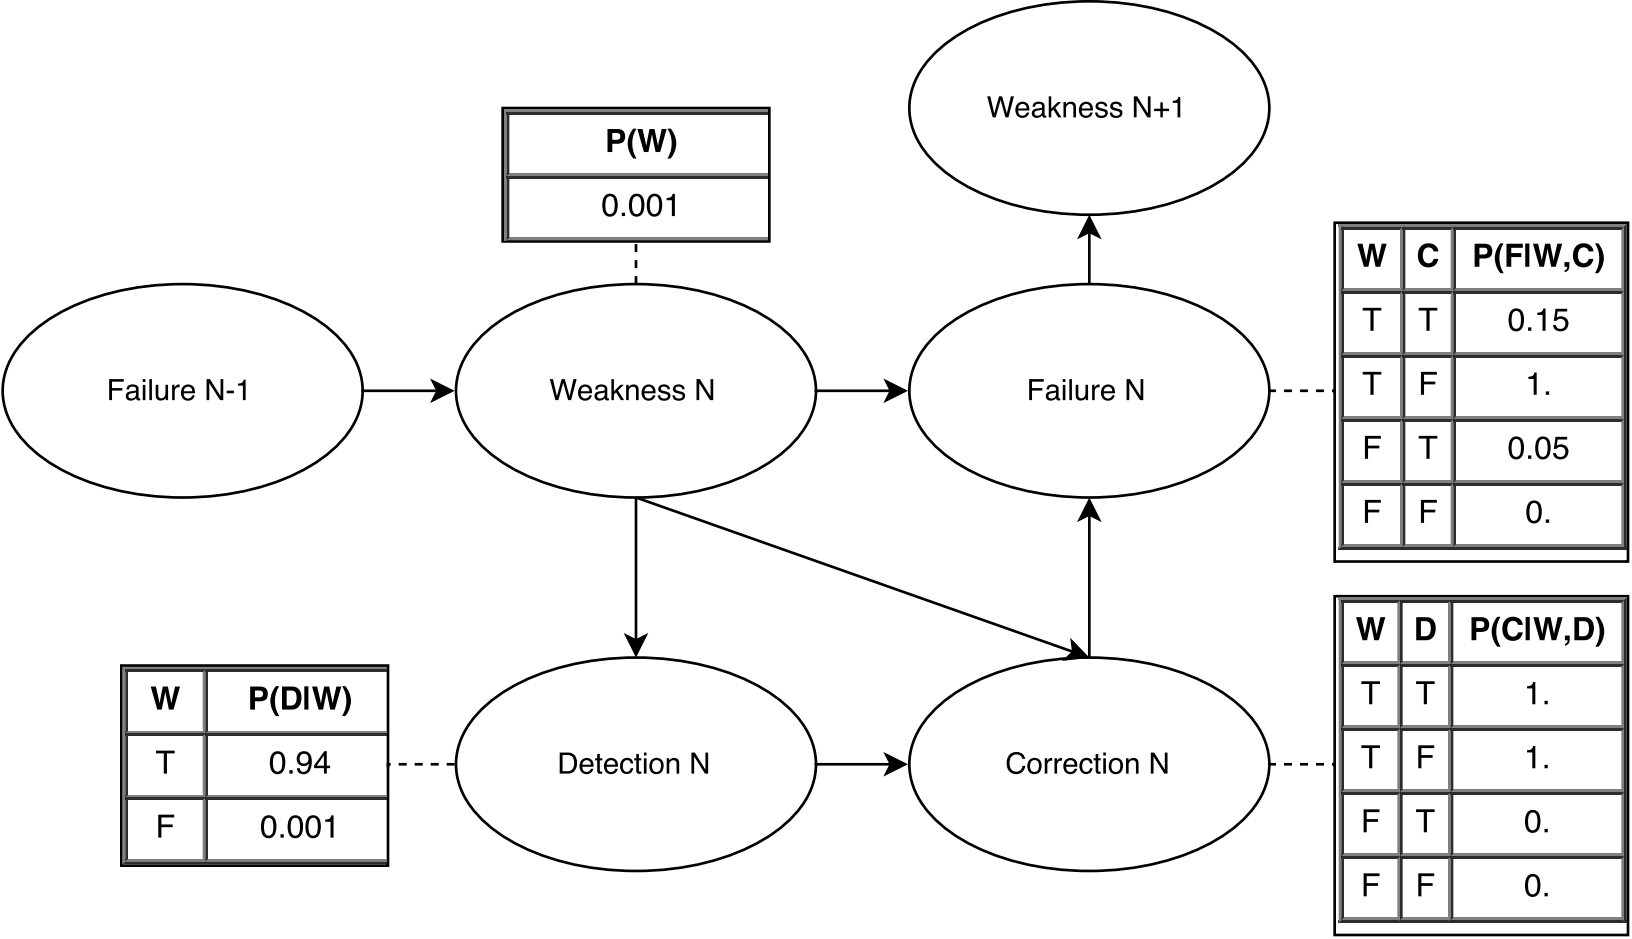 Weakness N+1
P(W)
0.001
Failure N-1
Weakness N
Failure N
W C P(F|W,C)
T T 0.15
T F 1.
F T 0.05
F F 0.
W P(D|W)
T 0.94
F 0.001
Detection N
Correction N
W D P(C|W,D)
T T 1.
T F 1.
F T 0.
F F 0.